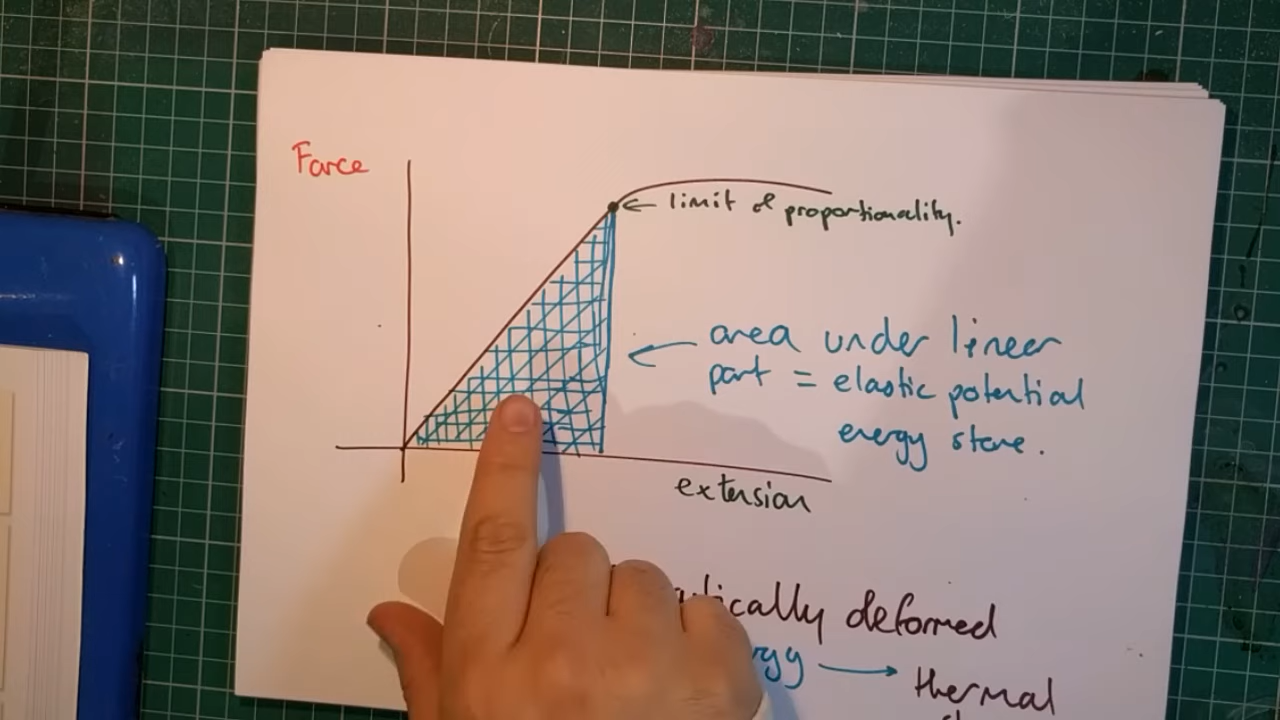 Force
limit of proportionality.
area under linear
part = elastic potential
energy store.
extension
deformed
thermal